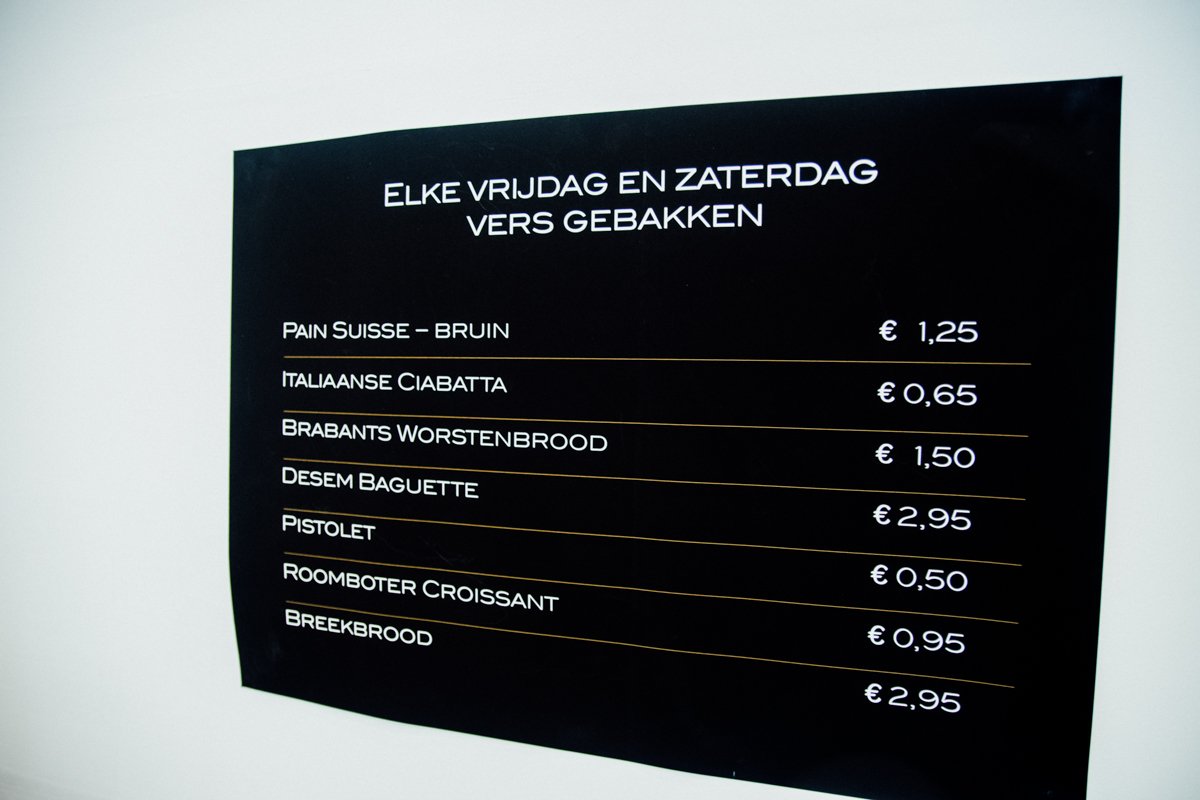 Elke vrijdag en zaterdag
vers gebakken
Pain Suisse – bruin € 1,25
Italiaanse Ciabatta € 0,65
Brabants Worstenbrood € 1,50
Desem Baguette € 2,95
Pistolet € 0,50
Roomboter Croissant € 0,95
Breekbrood € 2,95